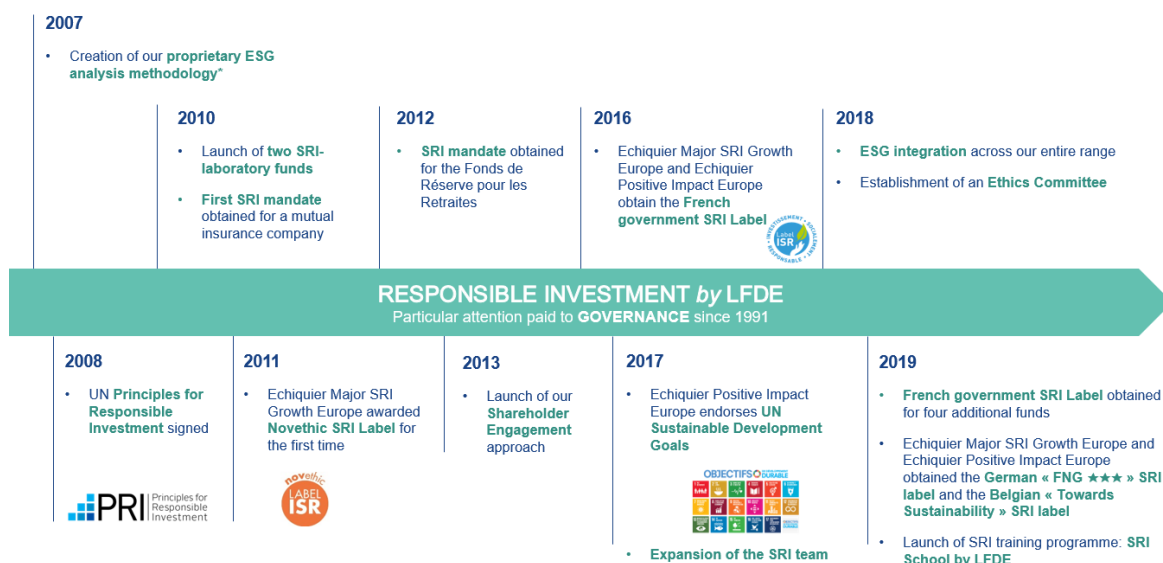 2007
• Creation of our proprietary ESG
analysis methodology*
2010
• Launch of two SRI-
laboratory funds
• First SRI mandate
obtained for a mutual
insurance company
2012
• SRI mandate obtained
for the Fonds de
Réserve pour les
Retraites
2016
• Echiquier Major SRI Growth
Europe and Echiquier
Positive Impact Europe
obtain the French
government SRI Label
INVESTISSEMENT • SOCIALEMENT • RESPONSABLE •
Label
ISR
2018
• ESG integration across our entire range
• Establishment of an Ethics Committee
RESPONSIBLE INVESTMENT by LFDE
Particular attention paid to GOVERNANCE since 1991
2008
• UN Principles for
Responsible
Investment signed
PRI
Principles for
Responsible
Investment
2011
• Echiquier Major SRI
Growth Europe awarded
Novethic SRI Label for
the first time
novethic
LABEL
ISR
2013
• Launch of our
Shareholder
Engagement
approach
2017
• Echiquier Positive Impact
Europe endorses UN
Sustainable Development
Goals
OBJECTIFS
DURABLE
• Expansion of the SRI team
2019
• French government SRI Label obtained
for four additional funds
• Echiquier Major SRI Growth Europe and
Echiquier Positive Impact Europe
obtained the German « FNG ★★★ » SRI
label and the Belgian « Towards
Sustainability » SRI label
• Launch of SRI training programme: SRI
School by LFDE